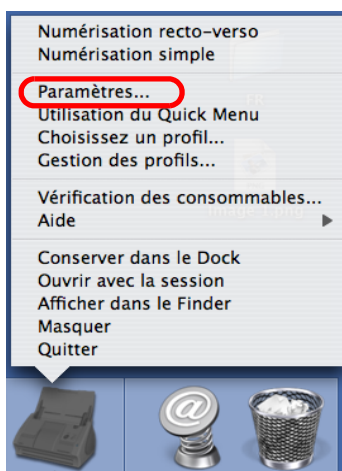 Numérisation recto-verso
Numérisation simple
Paramètres...
Utilisation du Quick Menu
Choisissez un profil...
Gestion des profils...
Vérification des consommables...
Aide
Conserver dans le Dock
Ouvrir avec la session
Afficher dans le Finder
Masquer
Quitter
@